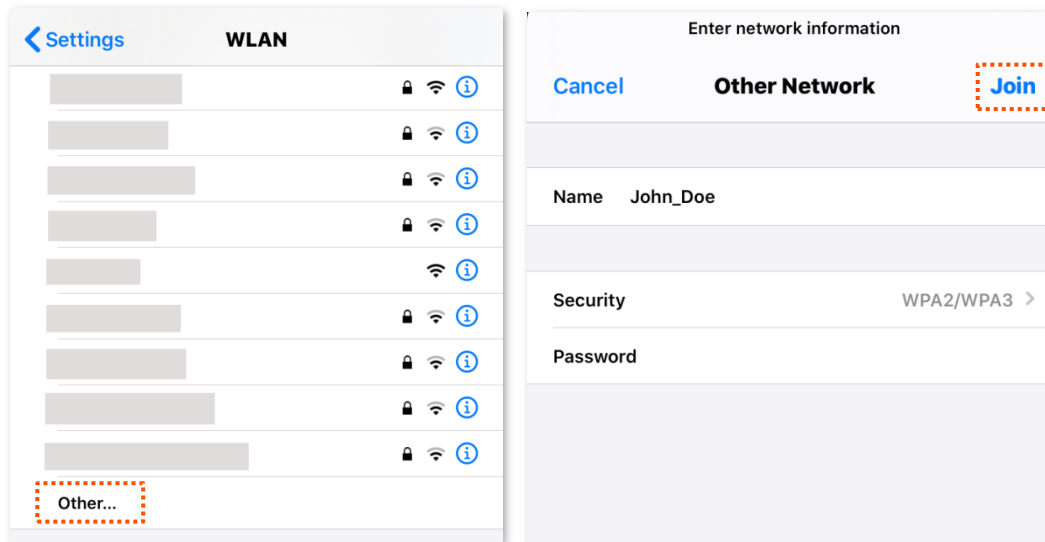 Settings
WLAN
Other...
Enter network information
Cancel
Other Network
Join
Name John_Doe
Security WPA2/WPA3
Password